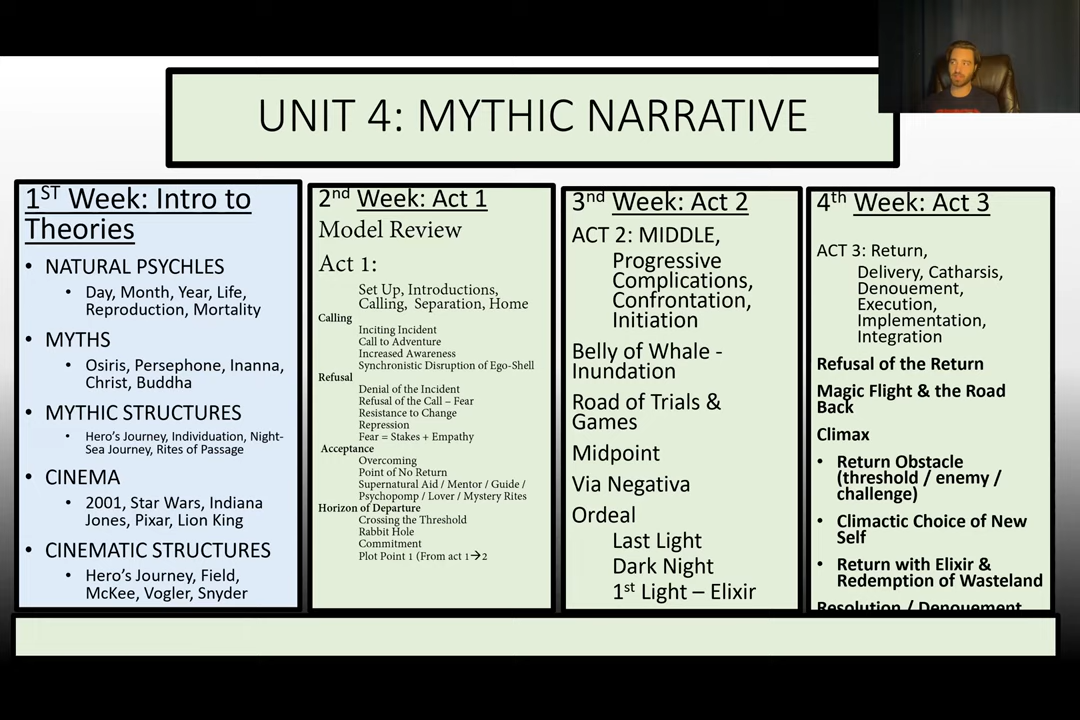 UNIT 4: MYTHIC NARRATIVE
1ST Week: Intro to
Theories
• NATURAL PSYCHLES
• Day, Month, Year, Life,
Reproduction, Mortality
• MYTHS
• Osiris, Persephone, Inanna,
Christ, Buddha
• MYTHIC STRUCTURES
• Hero's Journey, Individuation, Night-
Sea Journey, Rites of Passage
• CINEMA
• 2001, Star Wars, Indiana
Jones, Pixar, Lion King
• CINEMATIC STRUCTURES
• Hero's Journey, Field,
McKee, Vogler, Snyder
2nd Week: Act 1
Model Review
Act 1:
Set Up, Introductions,
Calling, Separation, Home
Calling
Inciting Incident
Call to Adventure
Increased Awareness
Synchronistic Disruption of Ego-Shell
Refusal
Denial of the Incident
Refusal of the Call – Fear
Resistance to Change
Repression
Fear = Stakes + Empathy
Acceptance
Overcoming
Point of No Return
Supernatural Aid / Mentor / Guide /
Psychopomp / Lover / Mystery Rites
Horizon of Departure
Crossing the Threshold
Rabbit Hole
Commitment
Plot Point 1 (From act 1→2
3nd Week: Act 2
ACT 2: MIDDLE,
Progressive
Complications,
Confrontation,
Initiation
Belly of Whale -
Inundation
Road of Trials &
Games
Midpoint
Via Negativa
Ordeal
Last Light
Dark Night
1st Light – Elixir
4th Week: Act 3
ACT 3: Return,
Delivery, Catharsis,
Denouement,
Execution,
Implementation,
Integration
Refusal of the Return
Magic Flight & the Road
Back
Climax
• Return Obstacle
(threshold / enemy /
challenge)
• Climactic Choice of New
Self
• Return with Elixir &
Redemption of Wasteland
Resolution / Denouement